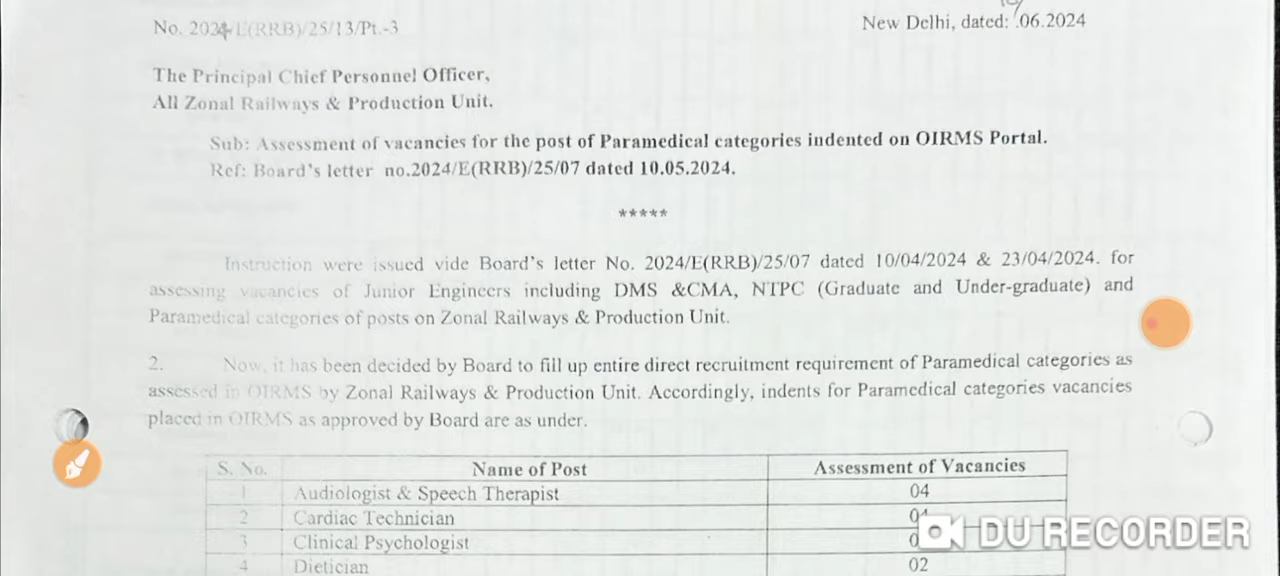 No. 2024/E(RRB)/25/13/Pt.-3
New Delhi, dated: .06.2024
The Principal Chief Personnel Officer,
All Zonal Railways & Production Unit.
Sub: Assessment of vacancies for the post of Paramedical categories indented on OIRMS Portal.
Ref: Board's letter no.2024/E(RRB)/25/07 dated 10.05.2024.
*****
Instruction were issued vide Board's letter No. 2024/E(RRB)/25/07 dated 10/04/2024 & 23/04/2024. for
assessing vacancies of Junior Engineers including DMS &CMA, NTPC (Graduate and Under-graduate) and
Paramedical categories of posts on Zonal Railways & Production Unit.
2. Now, it has been decided by Board to fill up entire direct recruitment requirement of Paramedical categories as
assessed in OIRMS by Zonal Railways & Production Unit. Accordingly, indents for Paramedical categories vacancies
placed in OIRMS as approved by Board are as under.
S. No. Name of Post Assessment of Vacancies
1 Audiologist & Speech Therapist 04
2 Cardiac Technician
3 Clinical Psychologist
4 Dietician 02
DU RECORDER